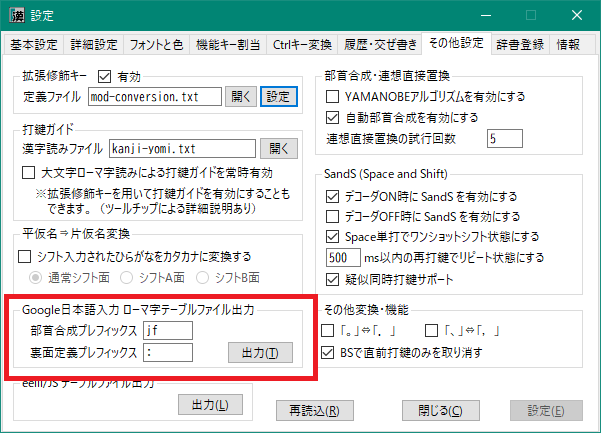 設定
基本設定 詳細設定 フォントと色 機能キー割当 Ctrlキー変換 履歴・交ぜ書き その他設定 辞書登録 情報
拡張修飾キー 有効
定義ファイル mod-conversion.txt 開く 設定
打鍵ガイド
漢字読みファイル kanji-yomi.txt 開く
大文字ローマ字読みによる打鍵ガイドを常時有効
※拡張修飾キーを用いて打鍵ガイドを有効にすることも
できます。(ツールチップによる詳細説明あり)
平仮名⇒片仮名変換
シフト入力されたひらがなをカタカナに変換する
通常シフト面 シフトA面 シフトB面
Google日本語入力 ローマ字テーブルファイル出力
部首合成プレフィックス jf
裏面定義プレフィックス : 出力(T)
eelll/JS テーブルファイル出力
出力(L)
部首合成・連想直接置換
YAMANOBEアルゴリズムを有効にする
自動部首合成を有効にする
連想直接置換の試行回数 5
SandS (Space and Shift)
デコーダON時に SandS を有効にする
デコーダOFF時に SandS を有効にする
Space単打でワンショットシフト状態にする
500 ms以内の再打鍵でリピート状態にする
疑似同時打鍵サポート
その他変換・機能
「。」⇔「．」 「、」⇔「，」
BSで直前打鍵のみを取り消す
再読込(R) 閉じる(C) 設定(E)